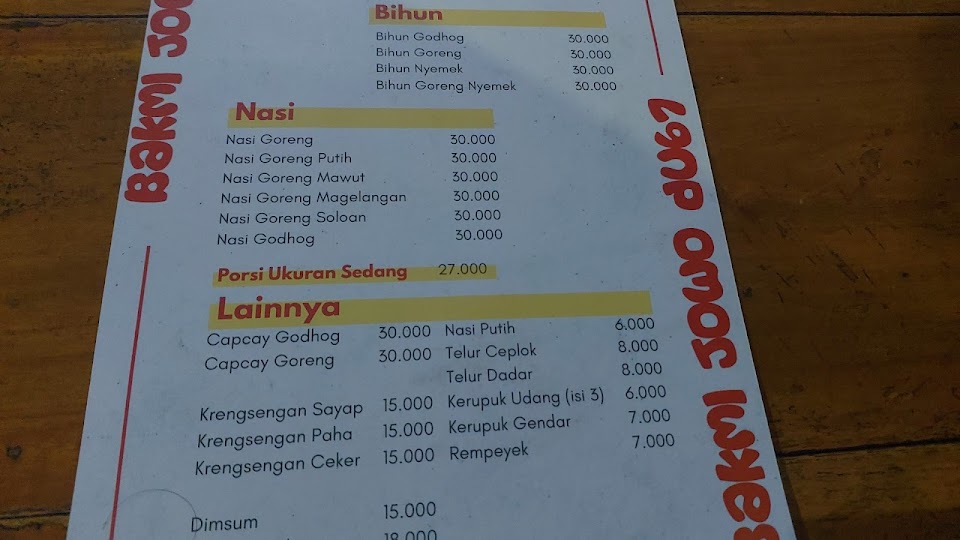 BAKMI
Bihun
Bihun Godhog 30.000
Bihun Goreng 30.000
Bihun Nyemek 30.000
Bihun Goreng Nyemek 30.000
Nasi
Nasi Goreng 30.000
Nasi Goreng Putih 30.000
Nasi Goreng Mawut 30.000
Nasi Goreng Magelangan 30.000
Nasi Goreng Soloan 30.000
Nasi Godhog 30.000
Porsi Ukuran Sedang 27.000
Lainnya
Capcay Godhog 30.000 Nasi Putih 6.000
Capcay Goreng 30.000 Telur Ceplok 8.000
Telur Dadar 8.000
Krengsengan Sayap 15.000 Kerupuk Udang (isi 3) 6.000
Krengsengan Paha 15.000 Kerupuk Gendar 7.000
Krengsengan Ceker 15.000 Rempeyek 7.000
Dimsum 15.000
18.000
BAKMI JOWO DU67